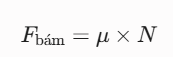 F_bám = μ × N